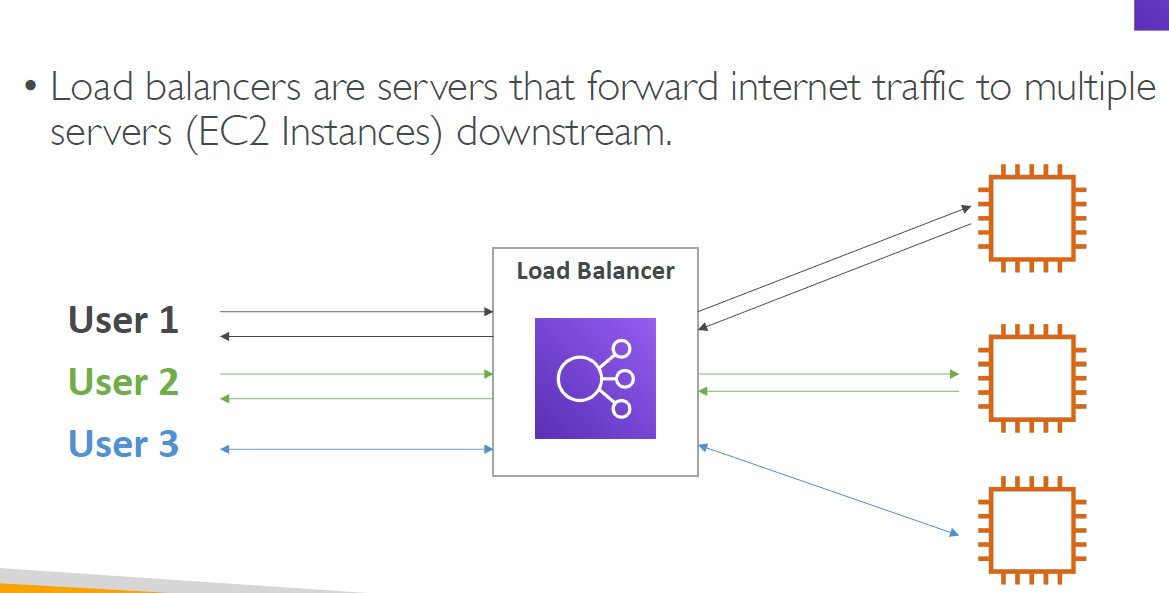 • Load balancers are servers that forward internet traffic to multiple
servers (EC2 Instances) downstream.
Load Balancer
User 1
User 2
User 3